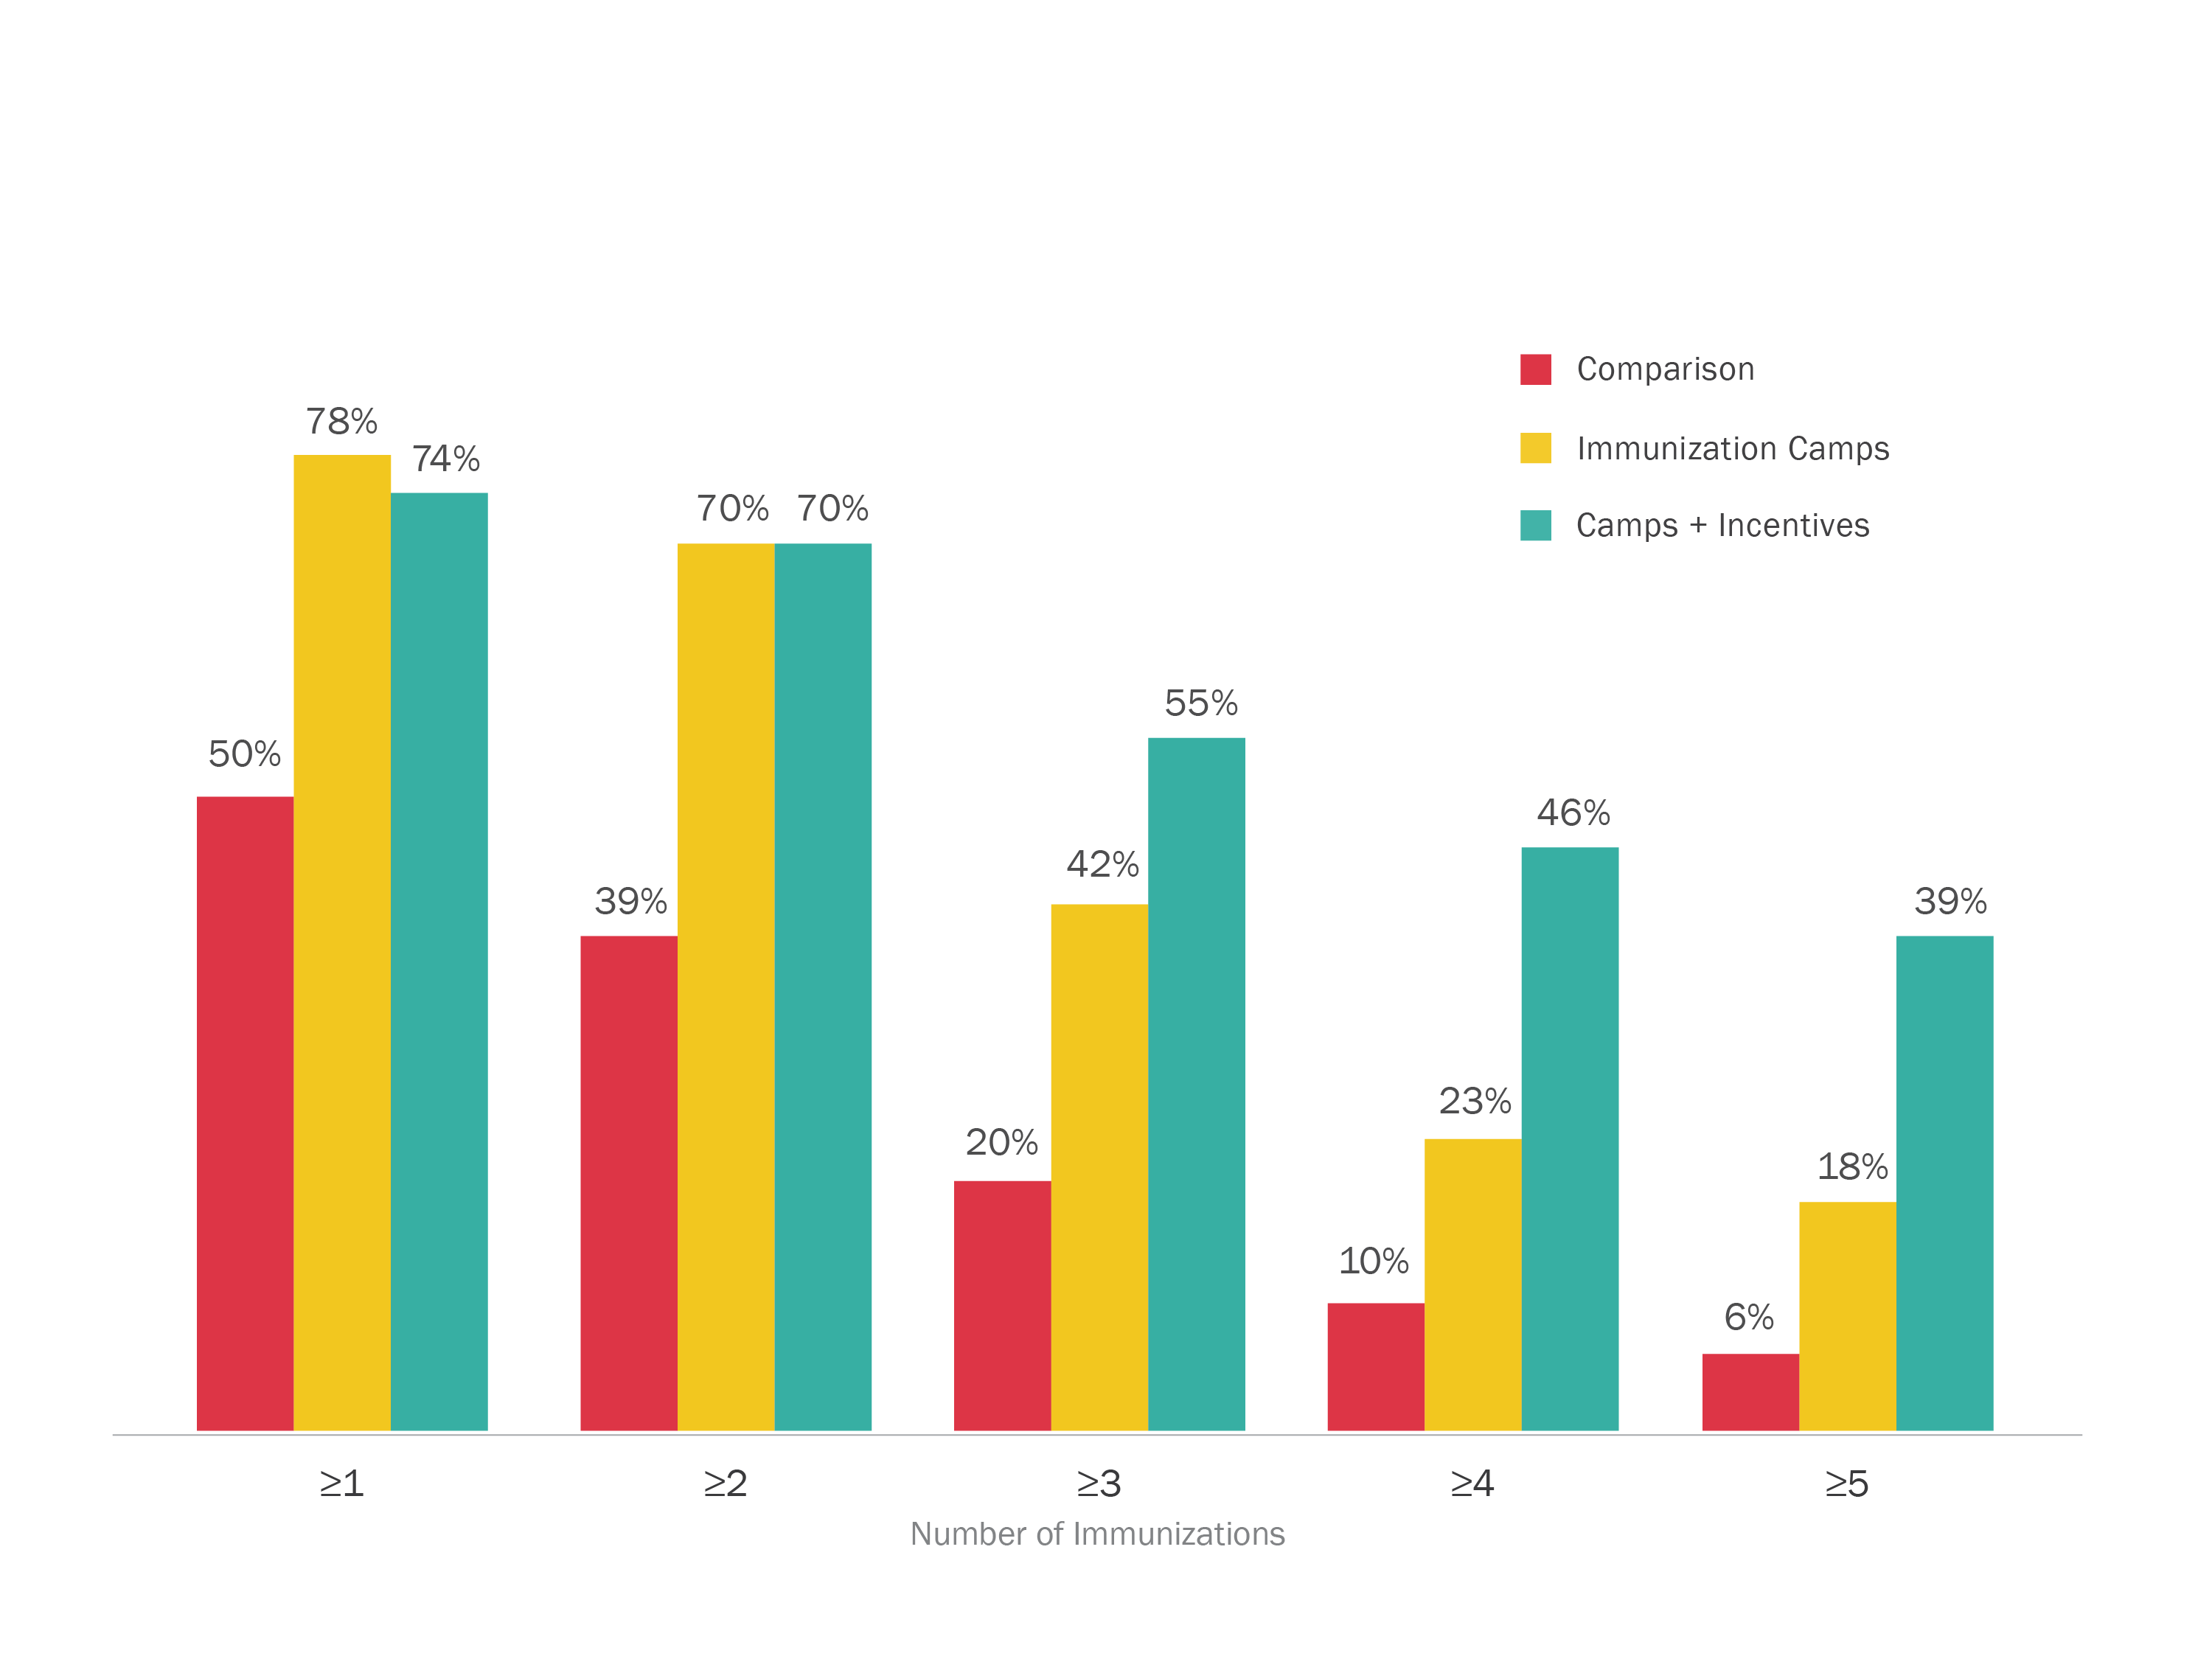 Comparison
Immunization Camps
Camps + Incentives
78%
74%
70% 70%
50%
55%
46%
39%
42%
39%
20%
23%
18%
10%
6%
≥1 ≥2 ≥3 ≥4 ≥5
Number of Immunizations